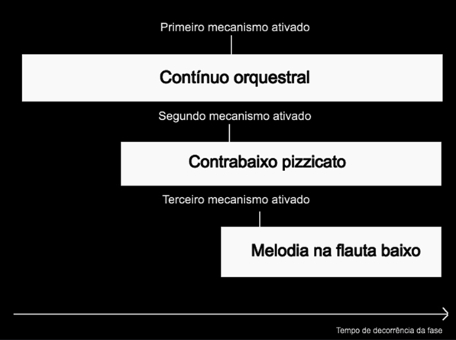 Primeiro mecanismo ativado
Contínuo orquestral
Segundo mecanismo ativado
Contrabaixo pizzicato
Terceiro mecanismo ativado
Melodia na flauta baixo
Tempo de decorrência da fase